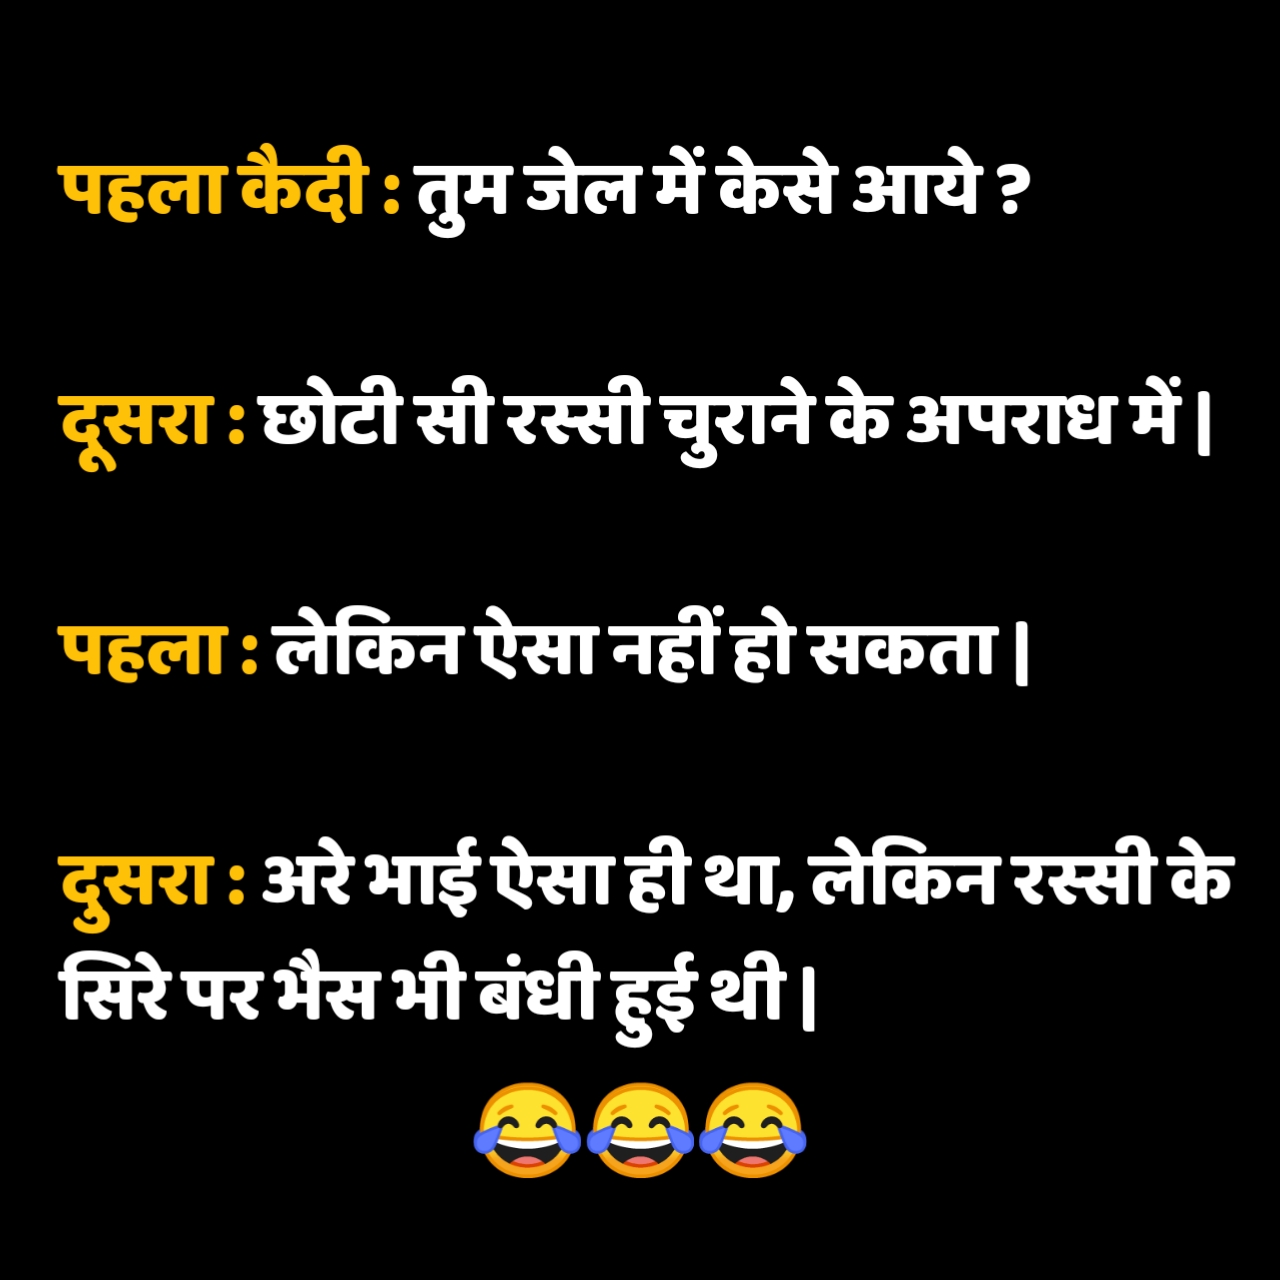 पहला कैदी : तुम जेल में केसे आये ?
दूसरा : छोटी सी रस्सी चुराने के अपराध में |
पहला : लेकिन ऐसा नहीं हो सकता |
दुसरा : अरे भाई ऐसा ही था, लेकिन रस्सी के
सिरे पर भैस भी बंधी हुई थी |
😂😂😂